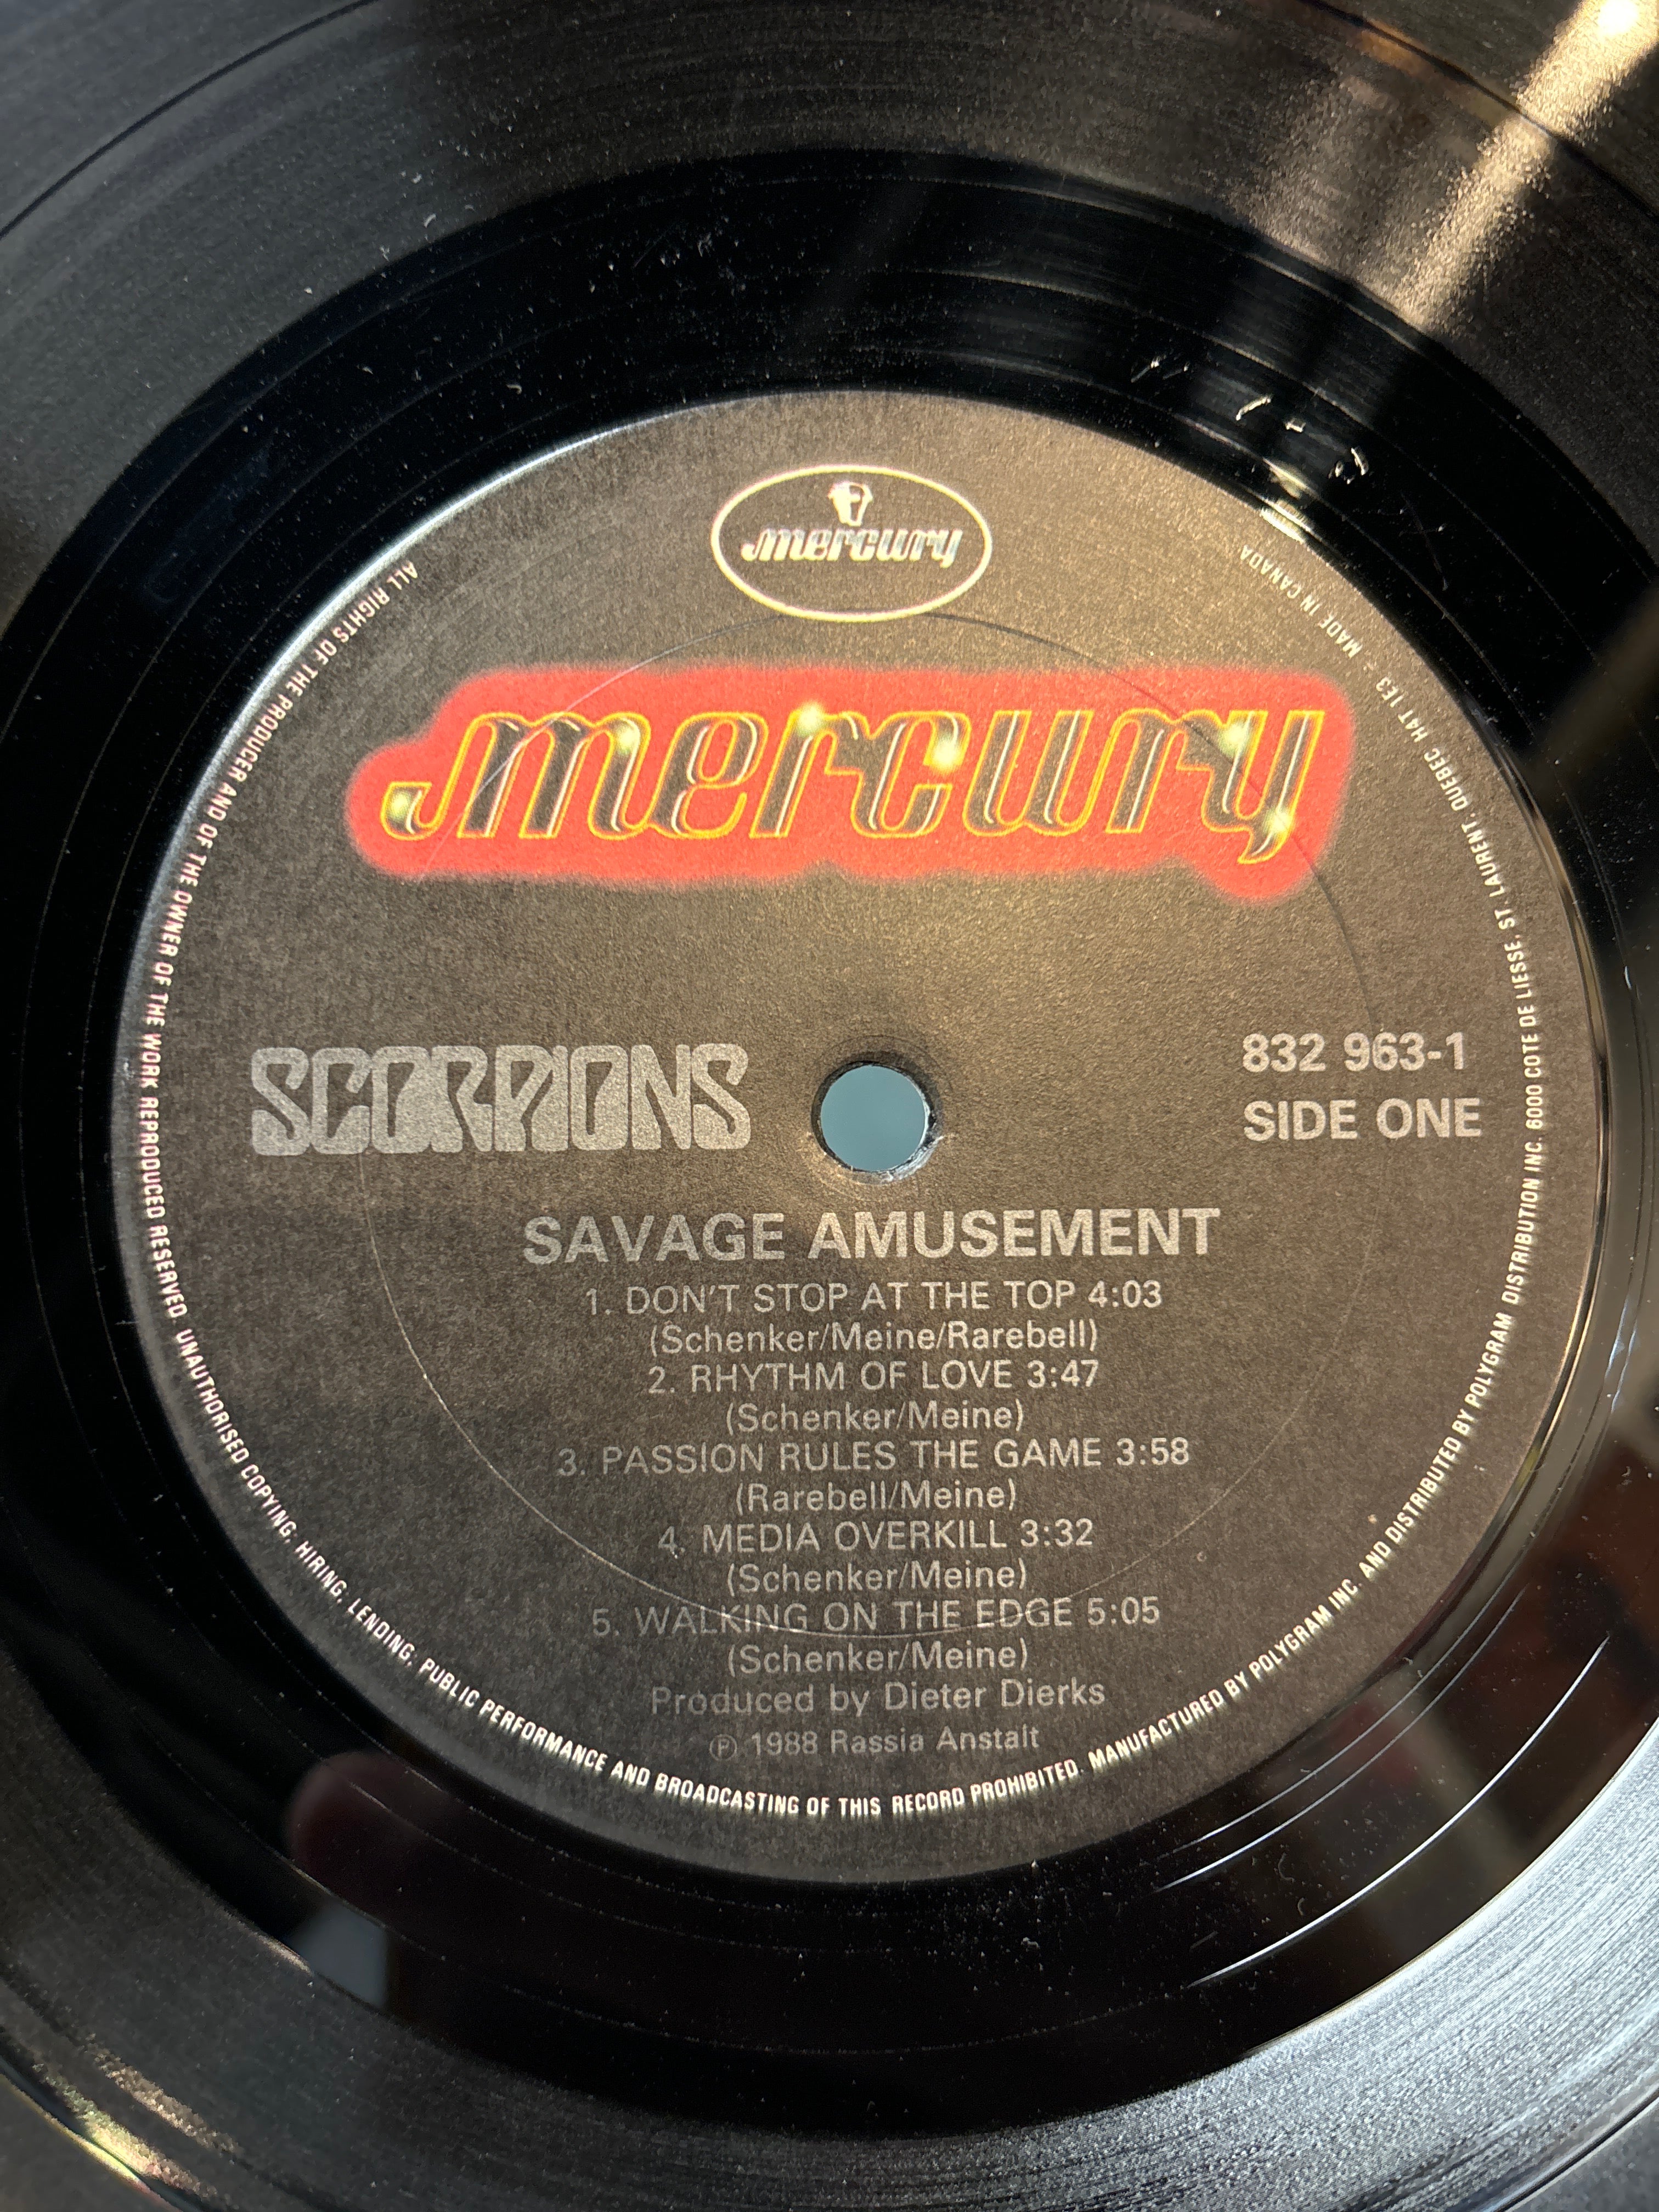 mercury
mercury
SCORPIONS
832 963-1
SIDE ONE
SAVAGE AMUSEMENT
1. DON'T STOP AT THE TOP 4:03
(Schenker/Meine/Rarebell)
2. RHYTHM OF LOVE 3:47
(Schenker/Meine)
3. PASSION RULES THE GAME 3:58
(Rarebell/Meine)
4. MEDIA OVERKILL 3:32
(Schenker/Meine)
5. WALKING ON THE EDGE 5:05
(Schenker/Meine)
Produced by Dieter Dierks
Ⓟ 1988 Rassia Anstalt
ALL RIGHTS OF THE PRODUCER AND OF THE OWNER OF THE WORK REPRODUCED RESERVED. UNAUTHORISED COPYING, HIRING, LENDING, PUBLIC PERFORMANCE AND BROADCASTING OF THIS RECORD PROHIBITED. MANUFACTURED BY POLYGRAM INC. AND DISTRIBUTED BY POLYGRAM DISTRIBUTION INC. 6000 COTE DE LIESSE, ST. LAURENT, QUEBEC H4T 1E3 – MADE IN CANADA